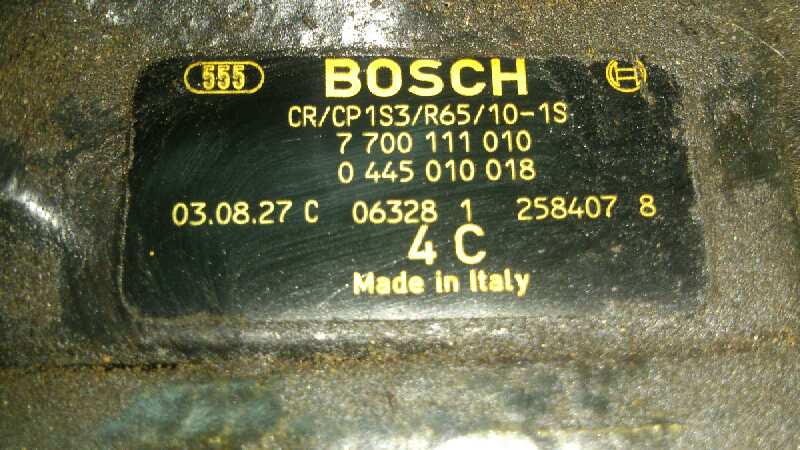 555 BOSCH
CR/CP1S3/R65/10-1S
7 700 111 010
0 445 010 018
03.08.27 C 06328 1 258407 8
4 C
Made in Italy